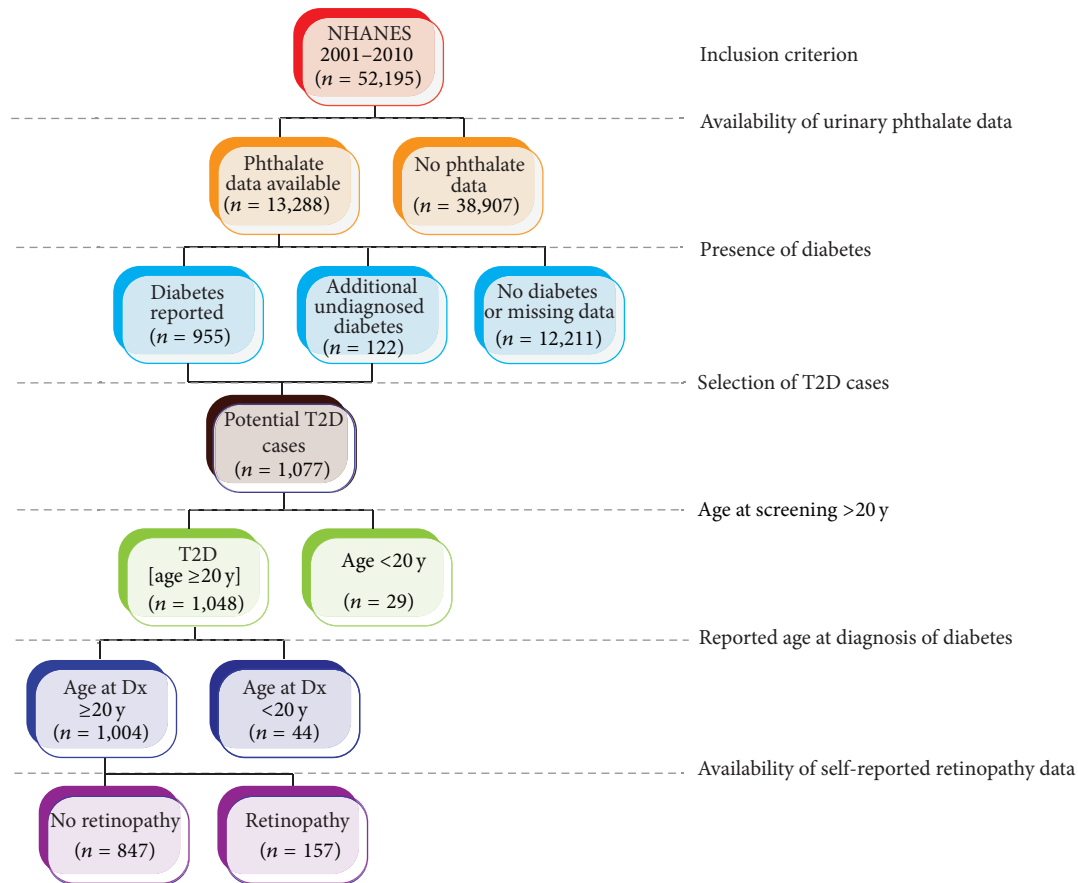 NHANES
2001–2010
(n = 52,195)
Inclusion criterion
Availability of urinary phthalate data
Phthalate
data available
(n = 13,288)
No phthalate
data
(n = 38,907)
Presence of diabetes
Diabetes
reported
(n = 955)
Additional
undiagnosed
diabetes
(n = 122)
No diabetes
or missing data
(n = 12,211)
Selection of T2D cases
Potential T2D
cases
(n = 1,077)
Age at screening >20 y
T2D
[age ≥20 y]
(n = 1,048)
Age <20 y
(n = 29)
Reported age at diagnosis of diabetes
Age at Dx
≥20 y
(n = 1,004)
Age at Dx
<20 y
(n = 44)
Availability of self-reported retinopathy data
No retinopathy
(n = 847)
Retinopathy
(n = 157)